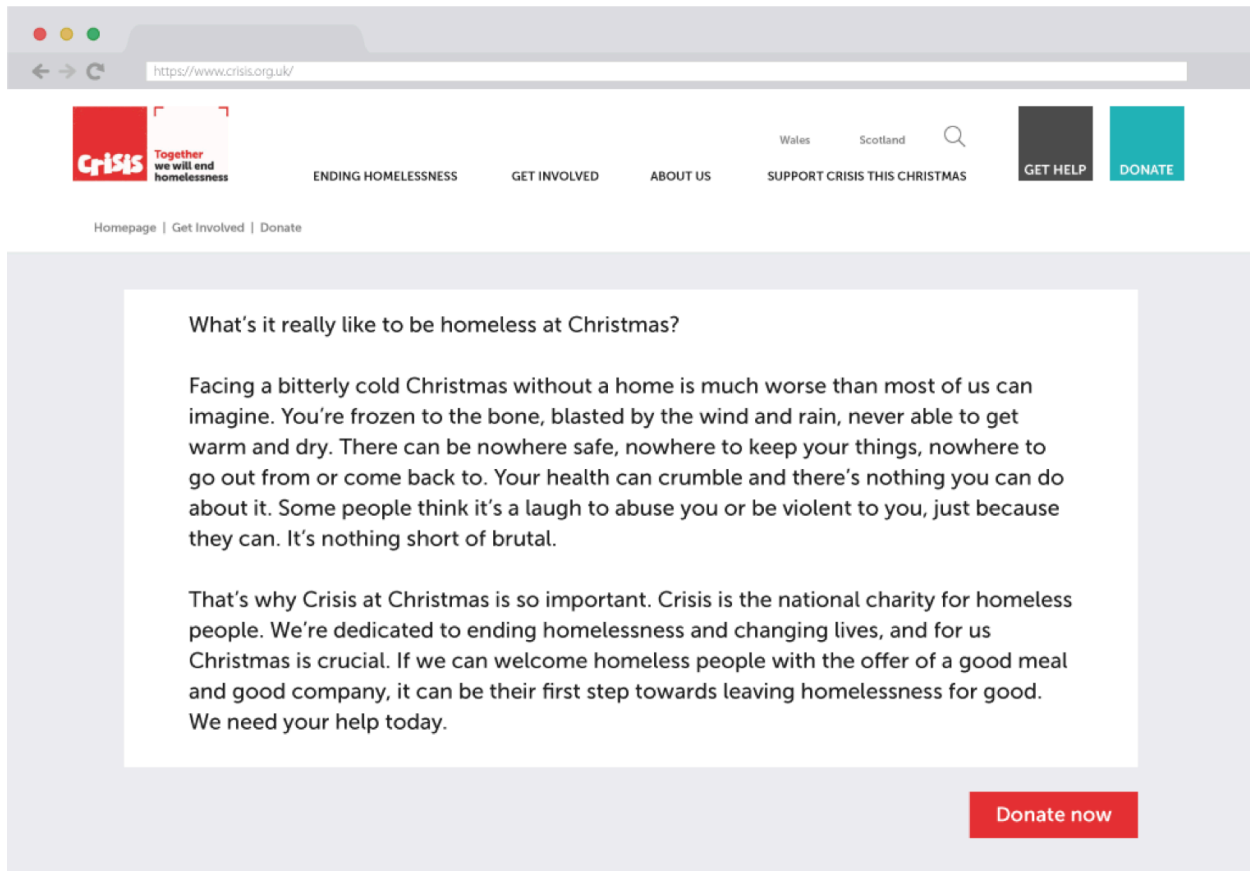 https://www.crisis.org.uk/
Crisis
Together
we will end
homelessness
Wales
Scotland
ENDING HOMELESSNESS
GET INVOLVED
ABOUT US
SUPPORT CRISIS THIS CHRISTMAS
GET HELP
DONATE
Homepage | Get Involved | Donate
What's it really like to be homeless at Christmas?
Facing a bitterly cold Christmas without a home is much worse than most of us can
imagine. You're frozen to the bone, blasted by the wind and rain, never able to get
warm and dry. There can be nowhere safe, nowhere to keep your things, nowhere to
go out from or come back to. Your health can crumble and there's nothing you can do
about it. Some people think it's a laugh to abuse you or be violent to you, just because
they can. It's nothing short of brutal.
That's why Crisis at Christmas is so important. Crisis is the national charity for homeless
people. We're dedicated to ending homelessness and changing lives, and for us
Christmas is crucial. If we can welcome homeless people with the offer of a good meal
and good company, it can be their first step towards leaving homelessness for good.
We need your help today.
Donate now